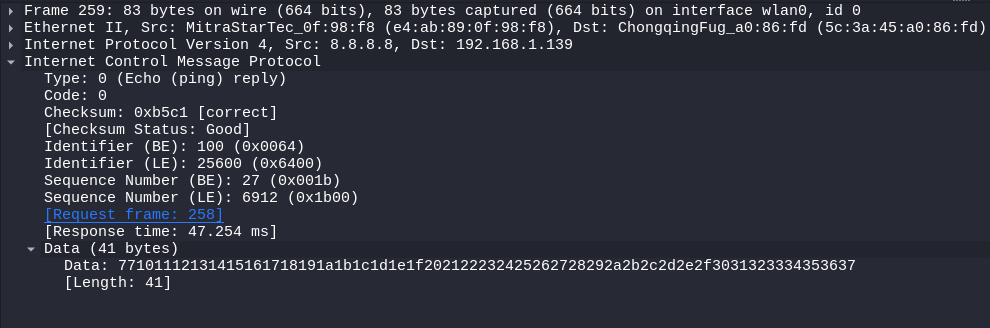 Frame 259: 83 bytes on wire (664 bits), 83 bytes captured (664 bits) on interface wlan0, id 0
Ethernet II, Src: MitraStarTec_0f:98:f8 (e4:ab:89:0f:98:f8), Dst: ChongqingFug_a0:86:fd (5c:3a:45:a0:86:fd)
Internet Protocol Version 4, Src: 8.8.8.8, Dst: 192.168.1.139
Internet Control Message Protocol
Type: 0 (Echo (ping) reply)
Code: 0
Checksum: 0xb5c1 [correct]
[Checksum Status: Good]
Identifier (BE): 100 (0x0064)
Identifier (LE): 25600 (0x6400)
Sequence Number (BE): 27 (0x001b)
Sequence Number (LE): 6912 (0x1b00)
[Request frame: 258]
[Response time: 47.254 ms]
Data (41 bytes)
Data: 77101112131415161718191a1b1c1d1e1f202122232425262728292a2b2c2d2e2f3031323334353637
[Length: 41]